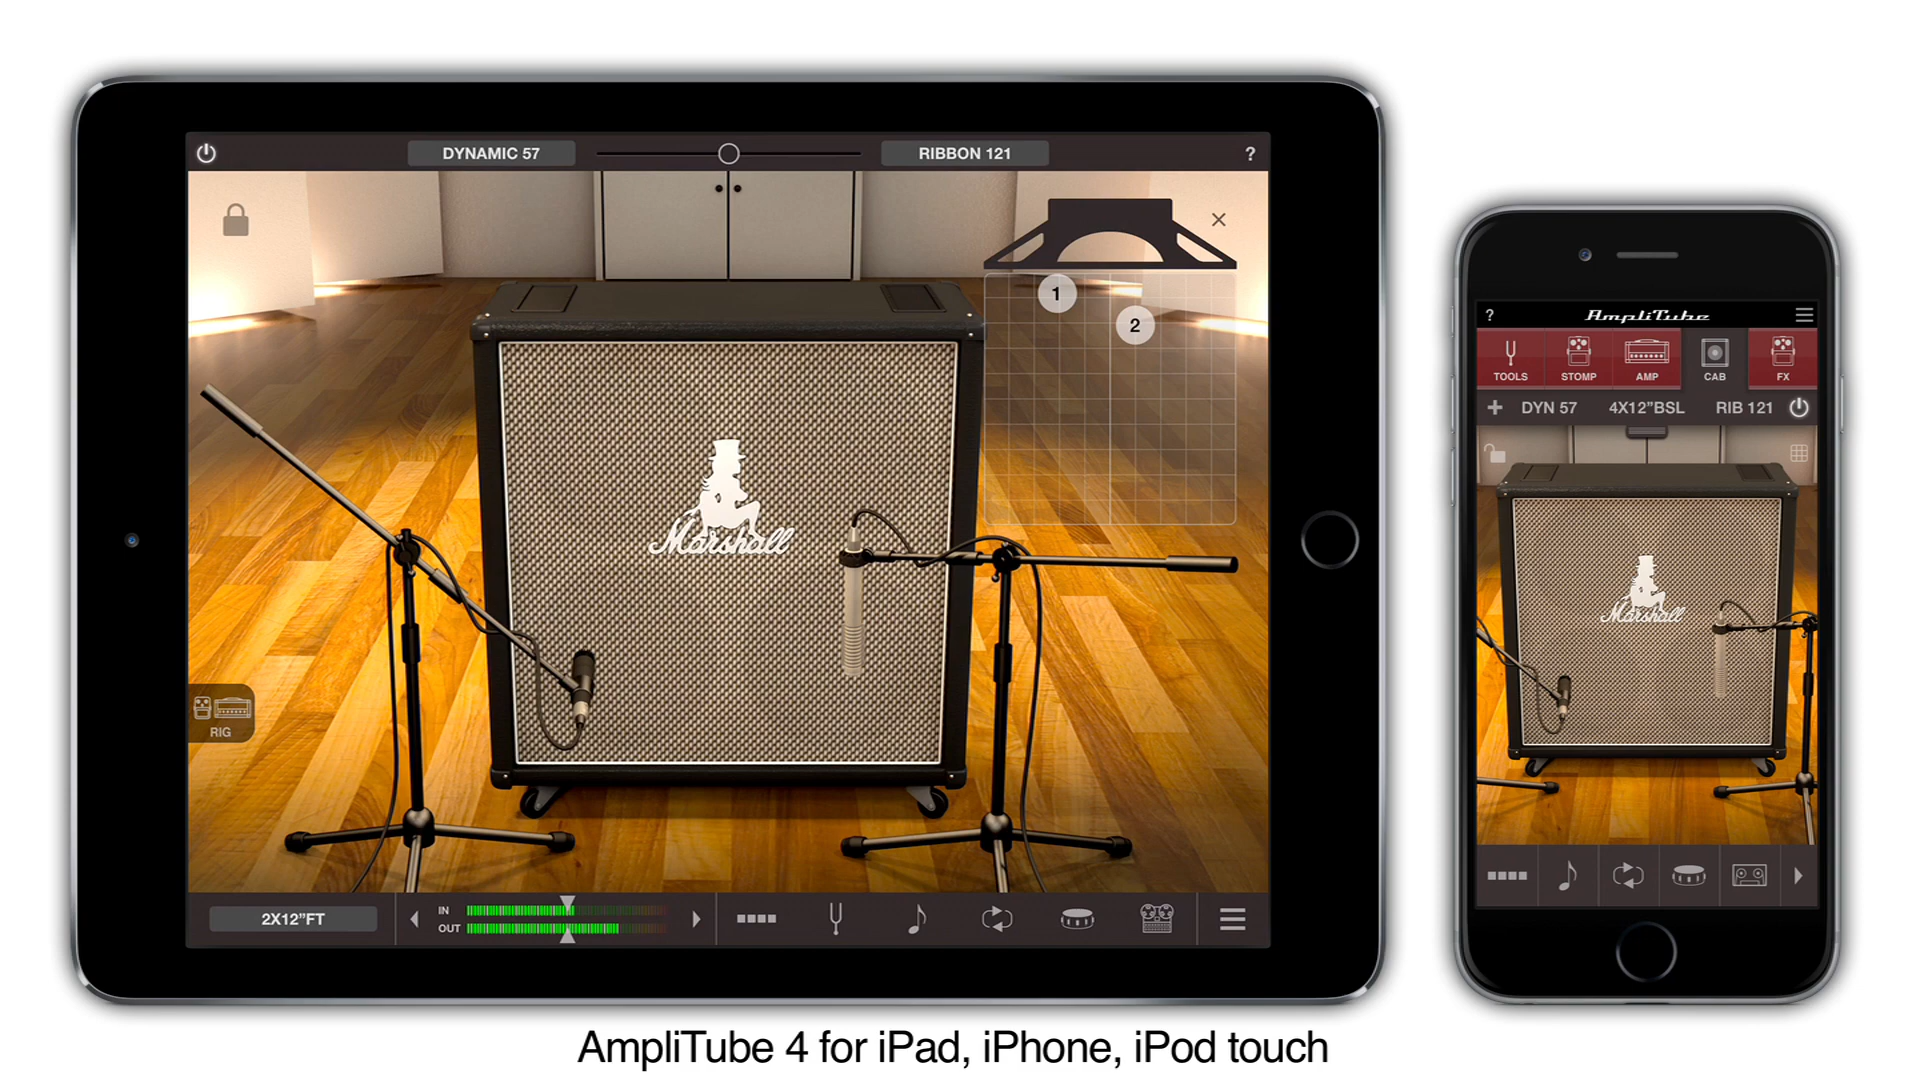 DYNAMIC 57
RIBBON 121
?
1
2
Marshall
RIG
2X12”FT
IN
OUT
?
AmpliTube
TOOLS
STOMP
AMP
CAB
FX
DYN 57
4X12”BSL
RIB 121
Marshall
AmpliTube 4 for iPad, iPhone, iPod touch